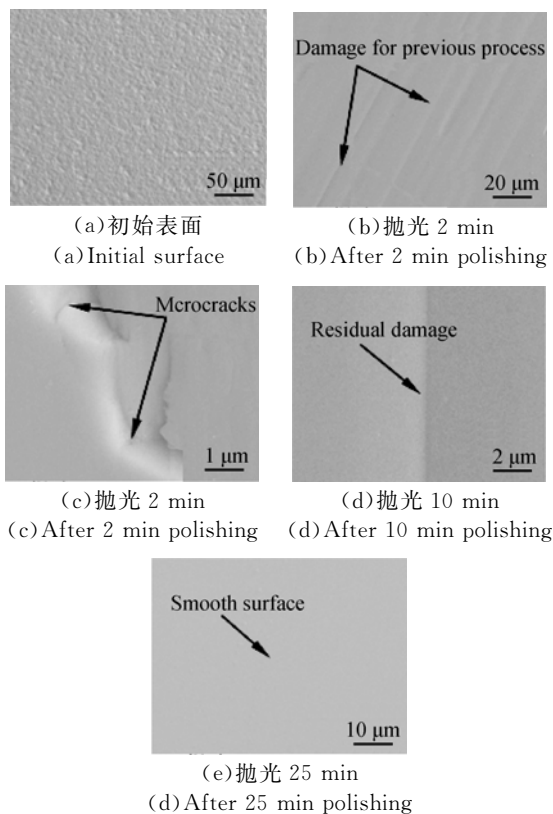 50 μm
(a)初始表面
(a)Initial surface
Damage for previous process
20 μm
(b)抛光 2 min
(b)After 2 min polishing
Mcrocracks
1 μm
(c)抛光 2 min
(c)After 2 min polishing
Residual damage
2 μm
(d)抛光 10 min
(d)After 10 min polishing
Smooth surface
10 μm
(e)抛光 25 min
(d)After 25 min polishing